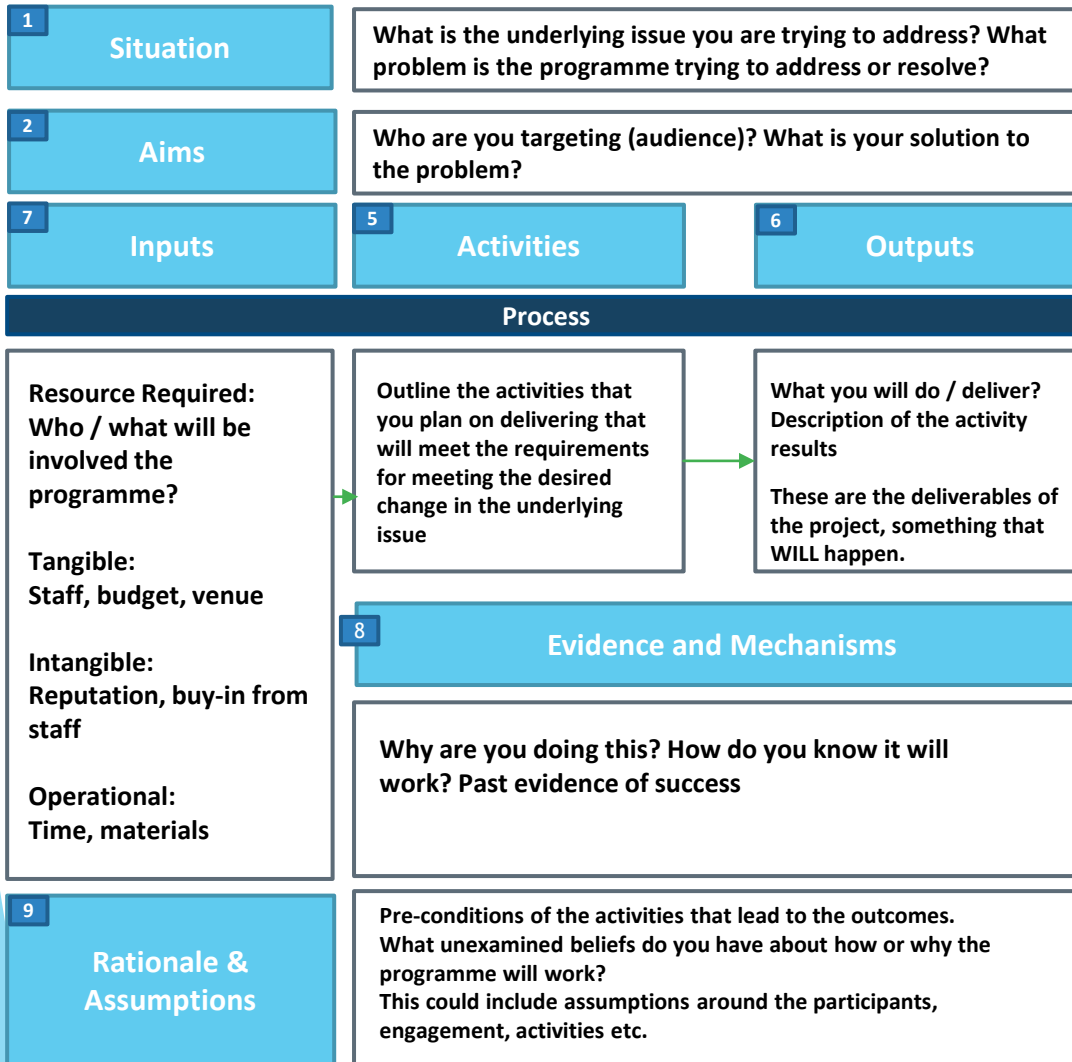 1
Situation
What is the underlying issue you are trying to address? What
problem is the programme trying to address or resolve?
2
Aims
Who are you targeting (audience)? What is your solution to
the problem?
7
Inputs
5
Activities
6
Outputs
Process
Resource Required:
Who / what will be
involved the
programme?
Tangible:
Staff, budget, venue
Intangible:
Reputation, buy-in from
staff
Operational:
Time, materials
Outline the activities that
you plan on delivering that
will meet the requirements
for meeting the desired
change in the underlying
issue
What you will do / deliver?
Description of the activity
results
These are the deliverables of
the project, something that
WILL happen.
8
Evidence and Mechanisms
Why are you doing this? How do you know it will
work? Past evidence of success
9
Rationale &
Assumptions
Pre-conditions of the activities that lead to the outcomes.
What unexamined beliefs do you have about how or why the
programme will work?
This could include assumptions around the participants,
engagement, activities etc.